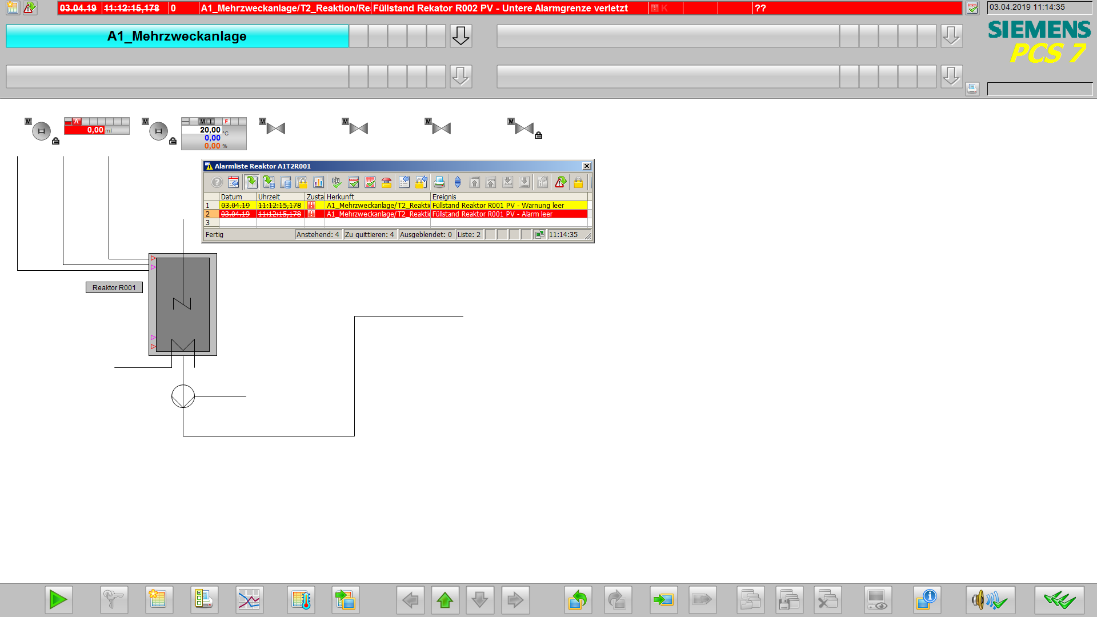 03.04.19 11:12:15,178 0 A1_Mehrzweckanlage/T2_Reaktion/Re Füllstand Rekator R002 PV - Untere Alarmgrenze verletzt K ?? 03.04.2019 11:14:35
A1_Mehrzweckanlage
SIEMENS
PCS 7
M A 0,00 M M F
20,00 °C
0,00
0,00 %
M M M M
Alarmliste Reaktor A1T2R001
Datum Uhrzeit Zusta Herkunft Ereignis
1 03.04.19 11:12:15,178 A1_Mehrzweckanlage/T2_Reaktic Füllstand Reaktor R001 PV - Warnung leer
2 03.04.19 11:12:15,178 A1_Mehrzweckanlage/T2_Reaktic Füllstand Reaktor R001 PV - Alarm leer
3
Fertig Anstehend: 4 Zu quittieren: 4 Ausgeblendet: 0 Liste: 2 11:14:35
Reaktor R001